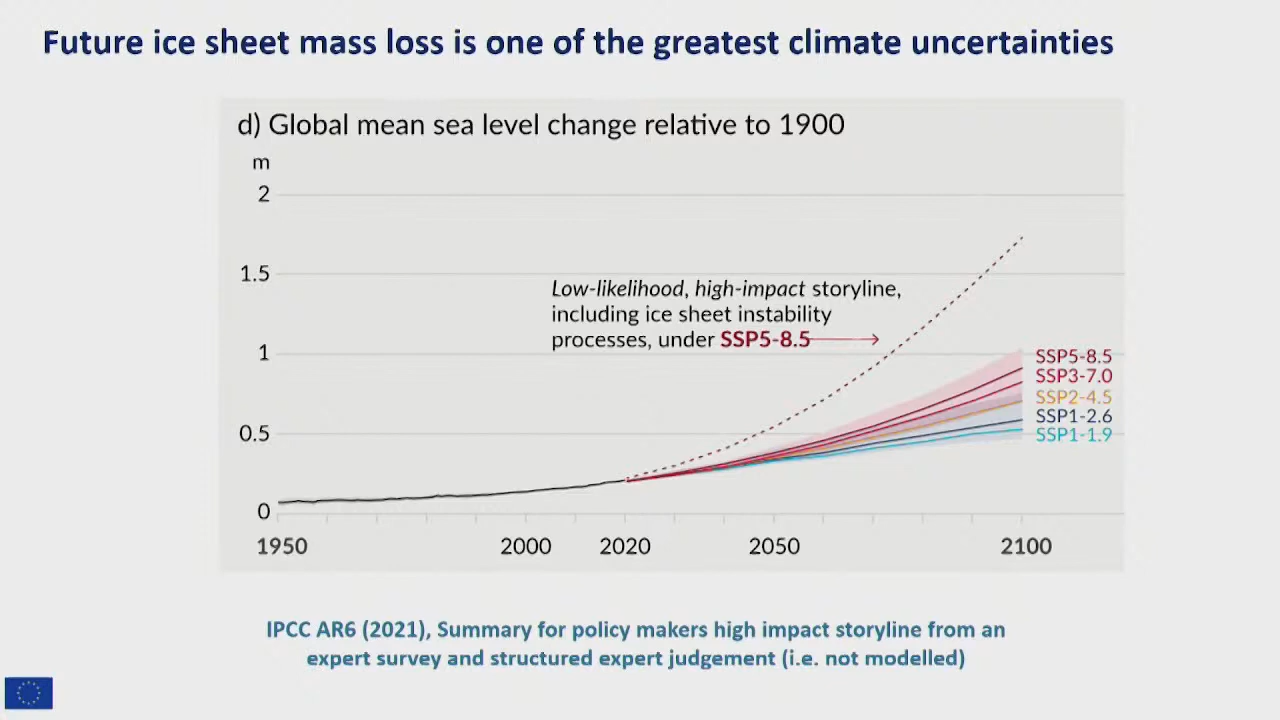 Future ice sheet mass loss is one of the greatest climate uncertainties
d) Global mean sea level change relative to 1900
m
2
1.5
Low-likelihood, high-impact storyline,
including ice sheet instability
processes, under SSP5-8.5
1
SSP5-8.5
SSP3-7.0
SSP2-4.5
SSP1-2.6
0.5
SSP1-1.9
0
1950 2000 2020 2050 2100
IPCC AR6 (2021), Summary for policy makers high impact storyline from an
expert survey and structured expert judgement (i.e. not modelled)